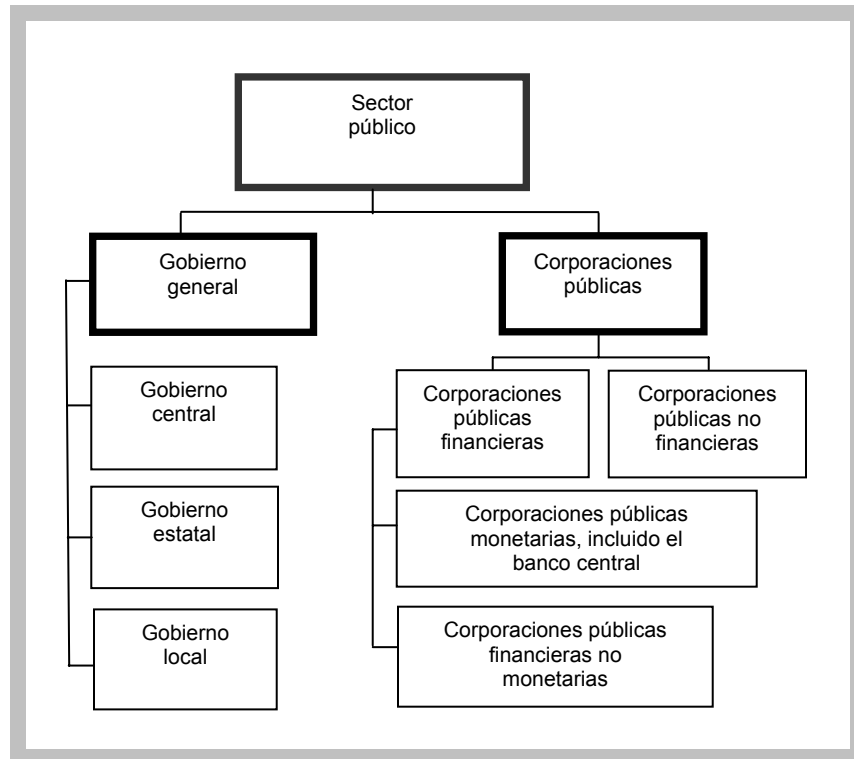 Sector
público
Gobierno
general
Corporaciones
públicas
Gobierno
central
Corporaciones
públicas
financieras
Corporaciones
públicas no
financieras
Gobierno
estatal
Corporaciones públicas
monetarias, incluido el
banco central
Gobierno
local
Corporaciones públicas
financieras no
monetarias